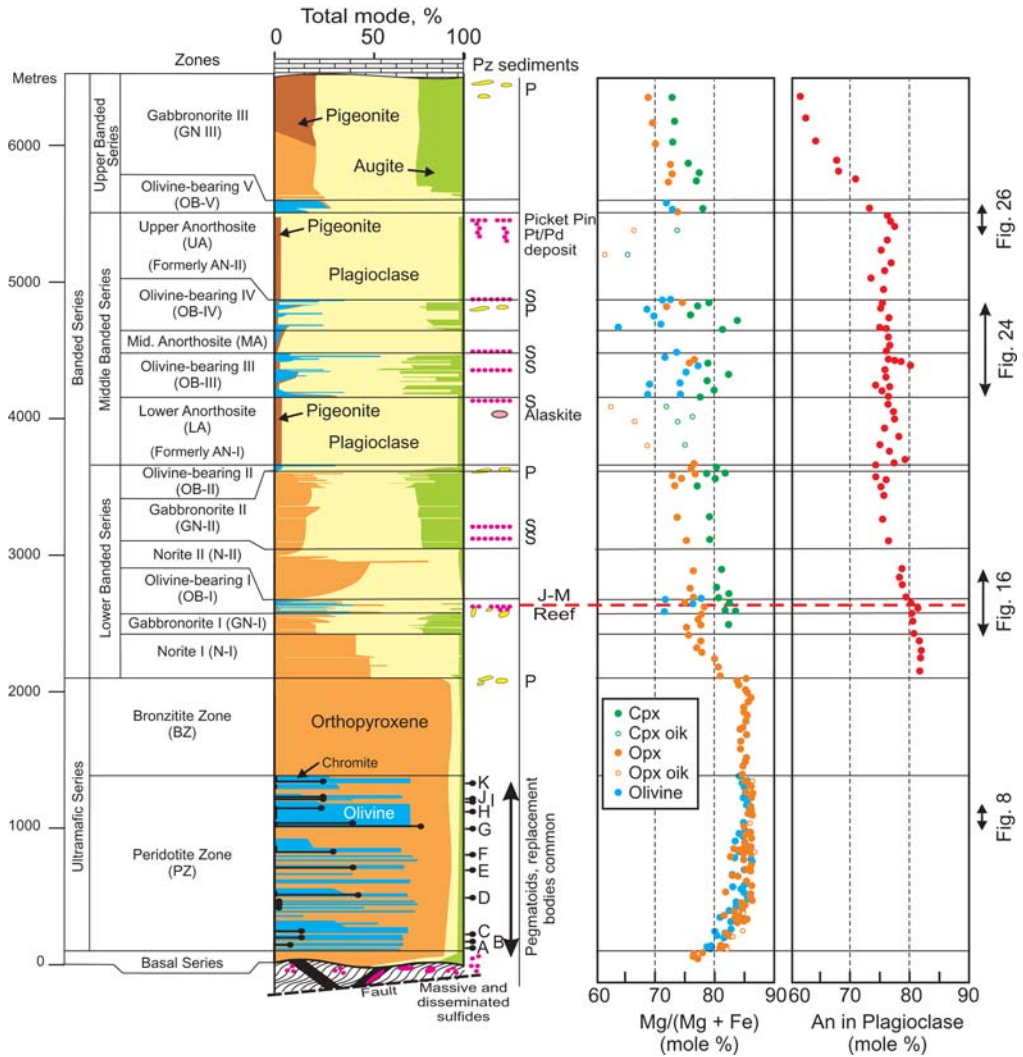 Total mode, %
0 50 100
Zones
Pz sediments
Metres
Upper Banded Series
Gabbronorite III
(GN III)
Pigeonite
Augite
P
6000
Olivine-bearing V
(OB-V)
Banded Series
Middle Banded Series
Upper Anorthosite
(UA)
(Formerly AN-II)
Pigeonite
Plagioclase
Picket Pin
Pt/Pd
deposit
Fig. 26
5000
Olivine-bearing IV
(OB-IV)
S
P
Mid. Anorthosite (MA)
S
Olivine-bearing III
(OB-III)
S
Fig. 24
4000
Lower Anorthosite
(LA)
(Formerly AN-I)
Pigeonite
Plagioclase
S
Alaskite
Lower Banded Series
Olivine-bearing II
(OB-II)
P
Gabbronorite II
(GN-II)
S
S
3000
Norite II (N-II)
Olivine-bearing I
(OB-I)
J-M
Reef
Fig. 16
Gabbronorite I (GN-I)
Norite I (N-I)
2000
P
Ultramafic Series
Bronzitite Zone
(BZ)
Orthopyroxene
Chromite
Cpx
Cpx oik
Opx
Opx oik
Olivine
1000
Peridotite Zone
(PZ)
Olivine
K
J I
H
G
F
E
D
C
B
A
Pegmatoids, replacement
bodies common
Fig. 8
0
Basal Series
Fault
Massive and
disseminated
sulfides
60 70 80 90
Mg/(Mg + Fe)
(mole %)
60 70 80 90
An in Plagioclase
(mole %)